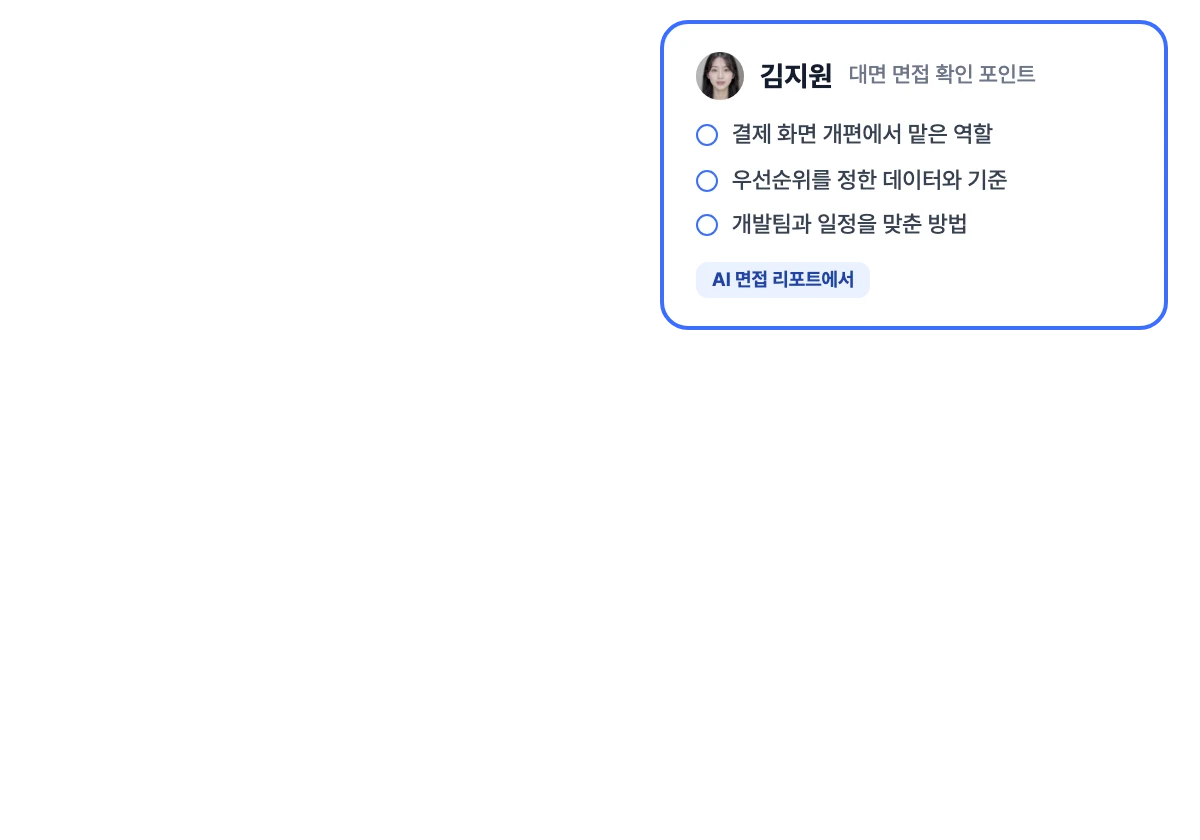 김지원 대면 면접 확인 포인트
결제 화면 개편에서 맡은 역할
우선순위를 정한 데이터와 기준
개발팀과 일정을 맞춘 방법
AI 면접 리포트에서